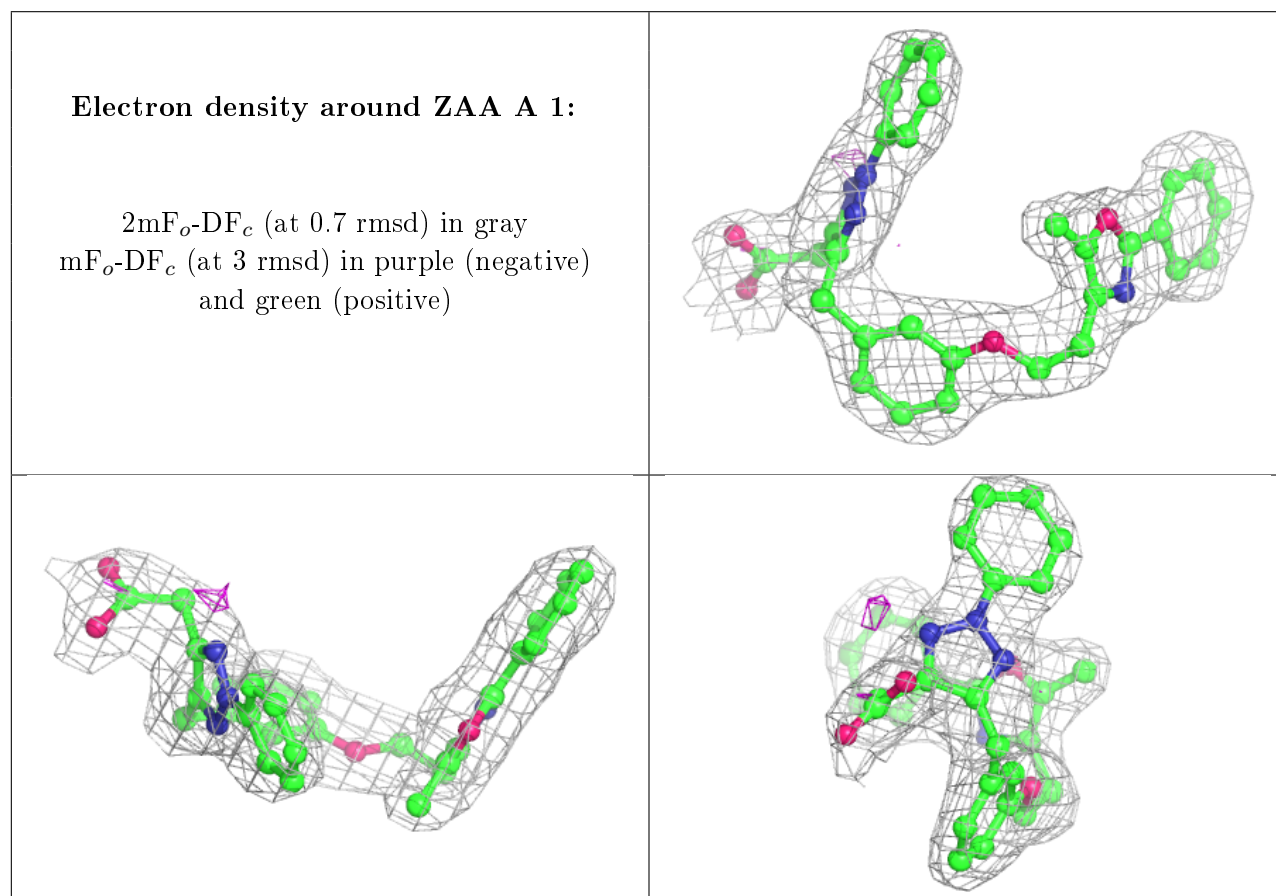 Electron density around ZAA A 1:
2mFo-DFc (at 0.7 rmsd) in gray
mFo-DFc (at 3 rmsd) in purple (negative)
and green (positive)